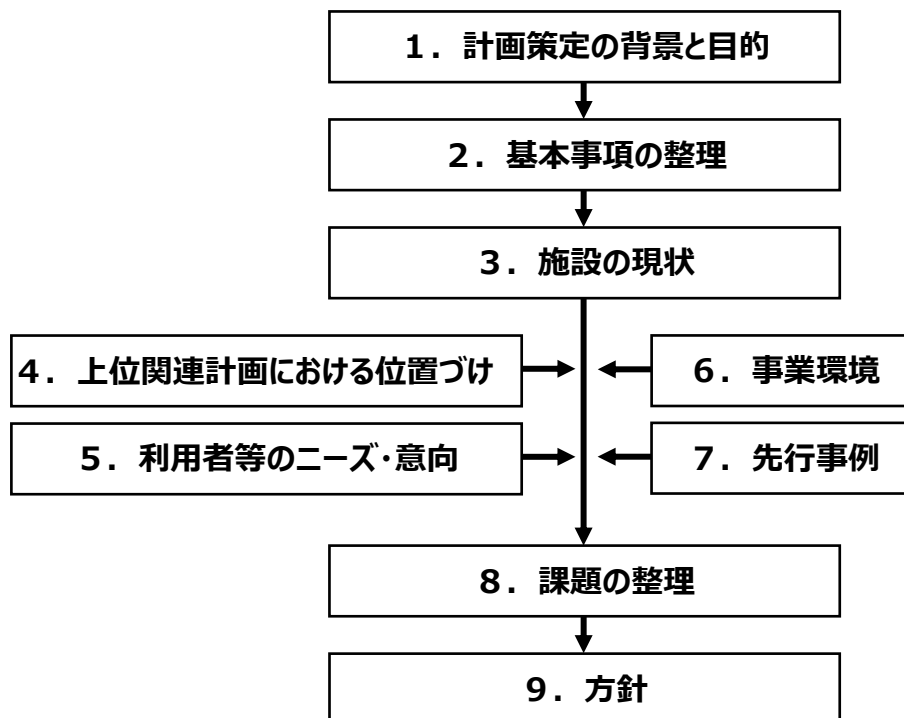 １．計画策定の背景と目的
２．基本事項の整理
３．施設の現状
４．上位関連計画における位置づけ
５．利用者等のニーズ・意向
６．事業環境
７．先行事例
８．課題の整理
９．方針